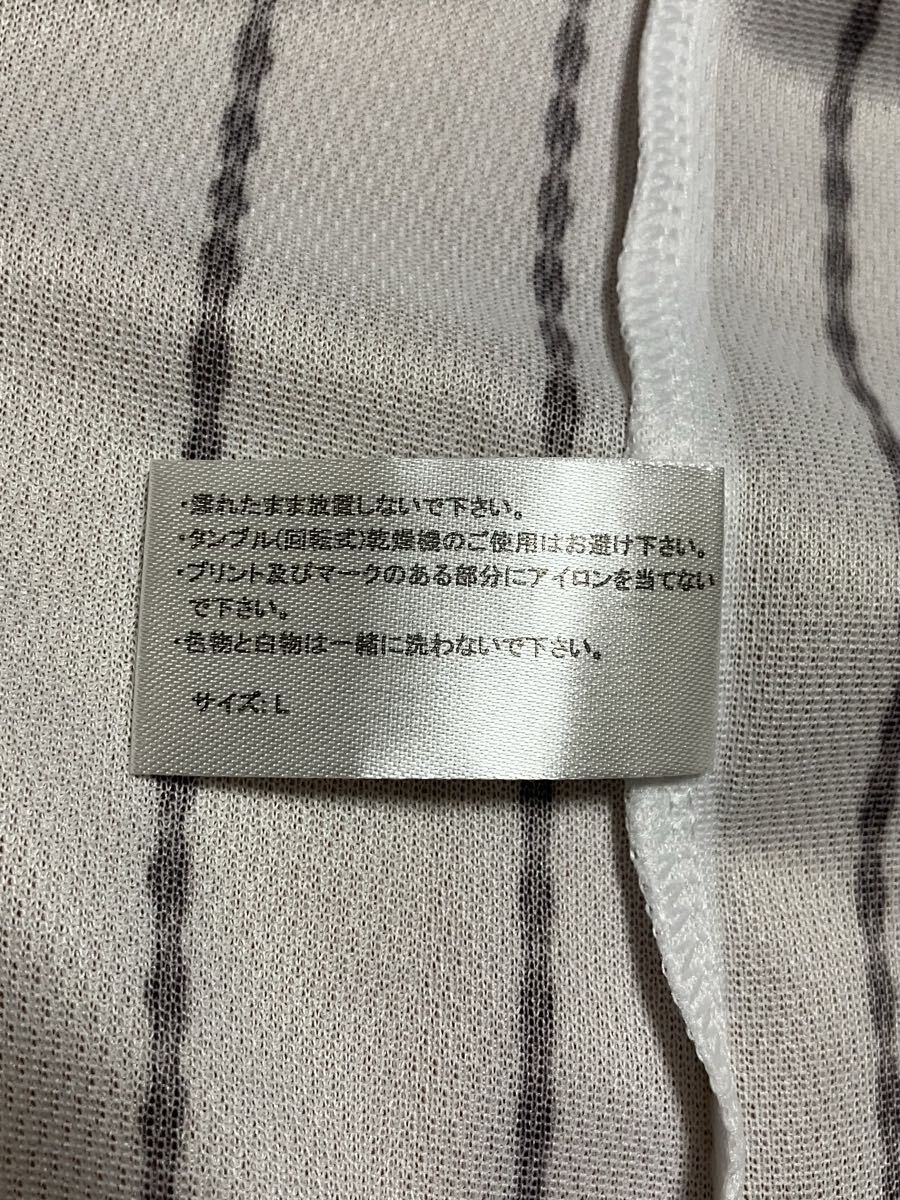 ・濡れたまま放置しないで下さい。
・タンブル(回転式)乾燥機のご使用はお避け下さい。
・プリント及びマークのある部分にアイロンを当てない
で下さい。
・色物と白物は一緒に洗わないで下さい。
サイズ: L